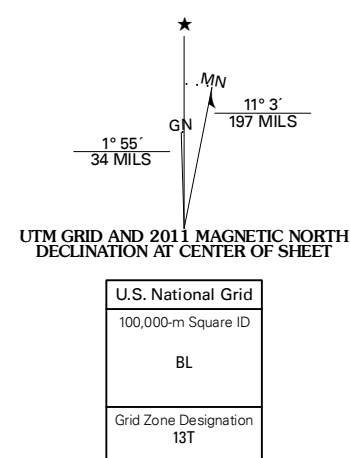 ★
MN
11° 3´
197 MILS
GN
1° 55´
34 MILS
UTM GRID AND 2011 MAGNETIC NORTH
DECLINATION AT CENTER OF SHEET
U.S. National Grid
100,000-m Square ID
BL
Grid Zone Designation
13T